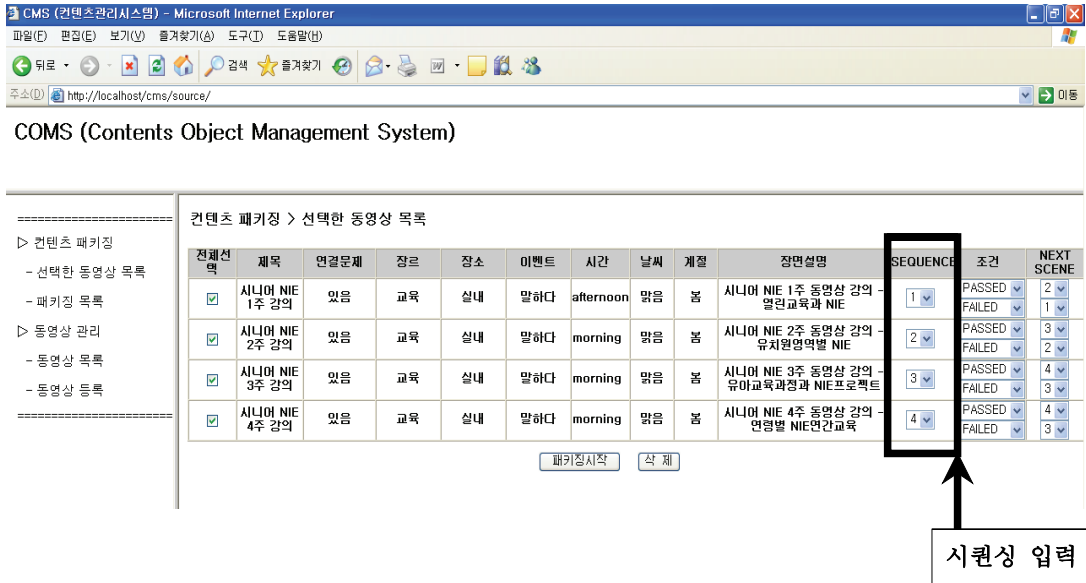 CMS (컨텐츠관리시스템) - Microsoft Internet Explorer
파일(F) 편집(E) 보기(V) 즐겨찾기(A) 도구(T) 도움말(H)
뒤로 검색 즐겨찾기
주소(D) http://localhost/cms/source/ 이동
COMS (Contents Object Management System)
=======================
▷ 컨텐츠 패키징
- 선택한 동영상 목록
- 패키징 목록
▷ 동영상 관리
- 동영상 목록
- 동영상 등록
=======================
컨텐츠 패키징 > 선택한 동영상 목록
전체선택 제목 연결문제 장르 장소 이벤트 시간 날씨 계절 장면설명 SEQUENCE 조건 NEXT SCENE
시니어 NIE 1주 강의 있음 교육 실내 말하다 afternoon 맑음 봄 시니어 NIE 1주 동영상 강의 - 열린교육과 NIE 1 PASSED 2 FAILED 1
시니어 NIE 2주 강의 있음 교육 실내 말하다 morning 맑음 봄 시니어 NIE 2주 동영상 강의 - 유치원영역별 NIE 2 PASSED 3 FAILED 2
시니어 NIE 3주 강의 있음 교육 실내 말하다 morning 맑음 봄 시니어 NIE 3주 동영상 강의 - 유아교육과정과 NIE프로젝트 3 PASSED 4 FAILED 3
시니어 NIE 4주 강의 있음 교육 실내 말하다 morning 맑음 봄 시니어 NIE 4주 동영상 강의 - 연령별 NIE연간교육 4 PASSED 4 FAILED 3
패키징시작 삭 제
시퀀싱 입력